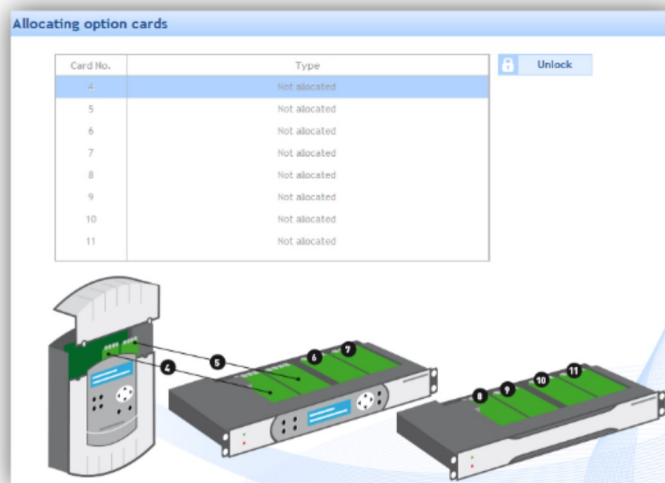 Allocating option cards
Card No. Type
Unlock
4 Not allocated
5 Not allocated
6 Not allocated
7 Not allocated
8 Not allocated
9 Not allocated
10 Not allocated
11 Not allocated
4
5
6
7
8
9
10
11